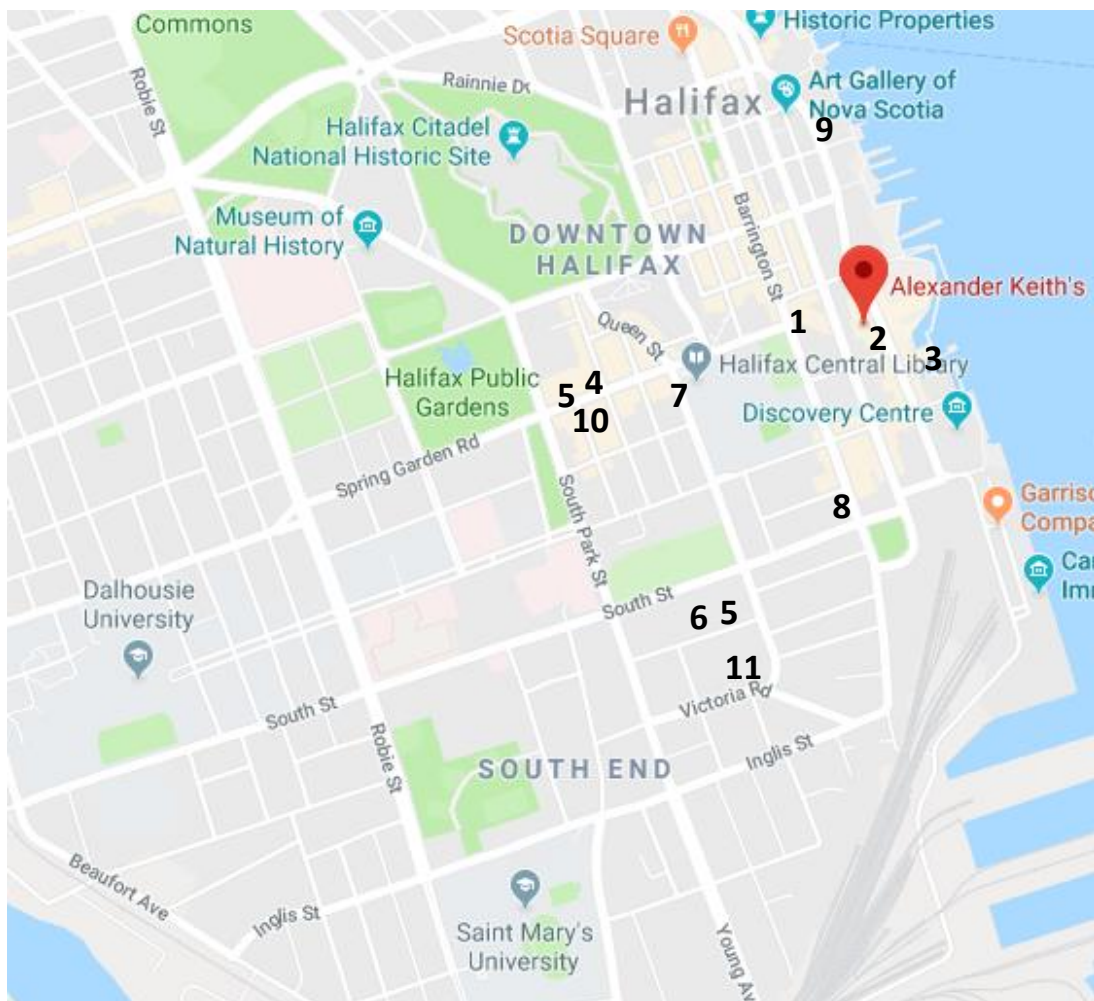 Commons
Scotia Square
Historic Properties
Rainnie Dr
Robie St
Halifax
Art Gallery of
Nova Scotia
9
Halifax Citadel
National Historic Site
Museum of
Natural History
DOWNTOWN
HALIFAX
Barrington St
Alexander Keith's
Queen St
1
2
3
Halifax Central Library
Halifax Public
Gardens
5
4
7
10
Discovery Centre
Spring Garden Rd
South Park St
8
Garriso
Compa
Car
Imr
Dalhousie
University
South St
6
5
11
Victoria Rd
South St
Robie St
Inglis St
SOUTH END
Beaufort Ave
Inglis St
Saint Mary's
University
Young Av